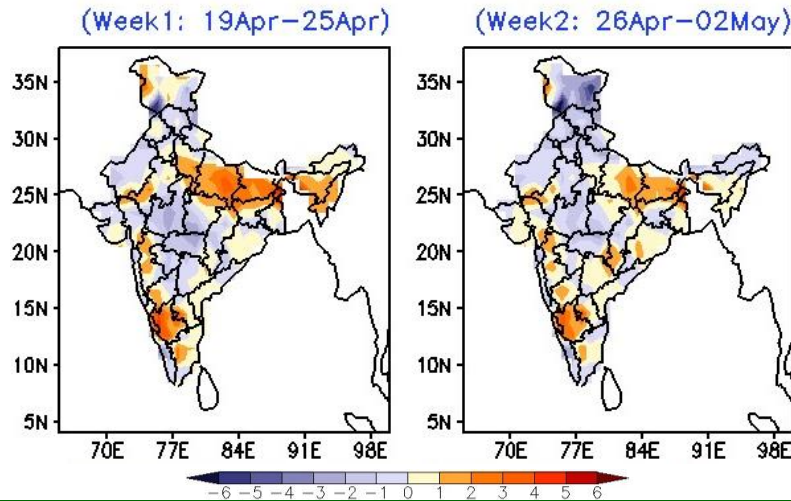 (Week1: 19Apr-25Apr)
(Week2: 26Apr-02May)
35N
30N
25N
20N
15N
10N
5N
70E 77E 84E 91E 98E
35N
30N
25N
20N
15N
10N
5N
70E 77E 84E 91E 98E
-6 -5 -4 -3 -2 -1 0 1 2 3 4 5 6